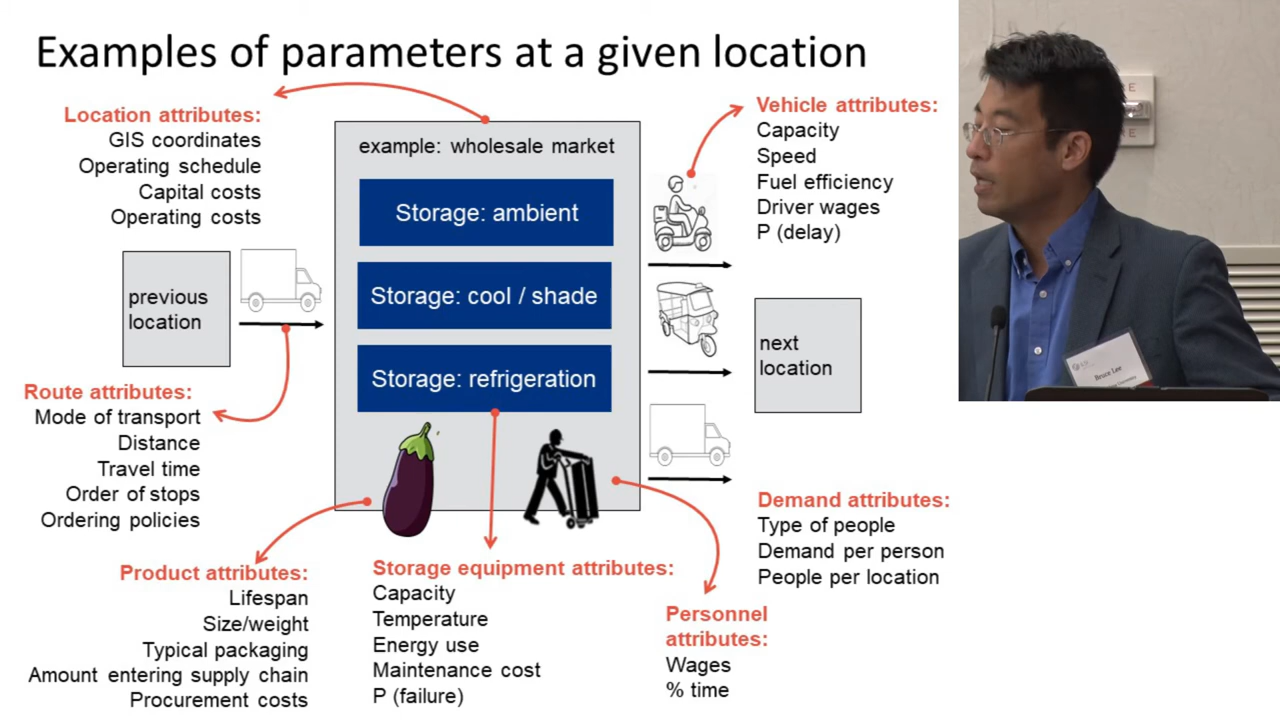 Examples of parameters at a given location
Location attributes:
GIS coordinates
Operating schedule
Capital costs
Operating costs
example: wholesale market
Storage: ambient
Storage: cool / shade
Storage: refrigeration
Vehicle attributes:
Capacity
Speed
Fuel efficiency
Driver wages
P (delay)
previous
location
next
location
Route attributes:
Mode of transport
Distance
Travel time
Order of stops
Ordering policies
Product attributes:
Lifespan
Size/weight
Typical packaging
Amount entering supply chain
Procurement costs
Storage equipment attributes:
Capacity
Temperature
Energy use
Maintenance cost
P (failure)
Personnel
attributes:
Wages
% time
Demand attributes:
Type of people
Demand per person
People per location
Bruce Lee